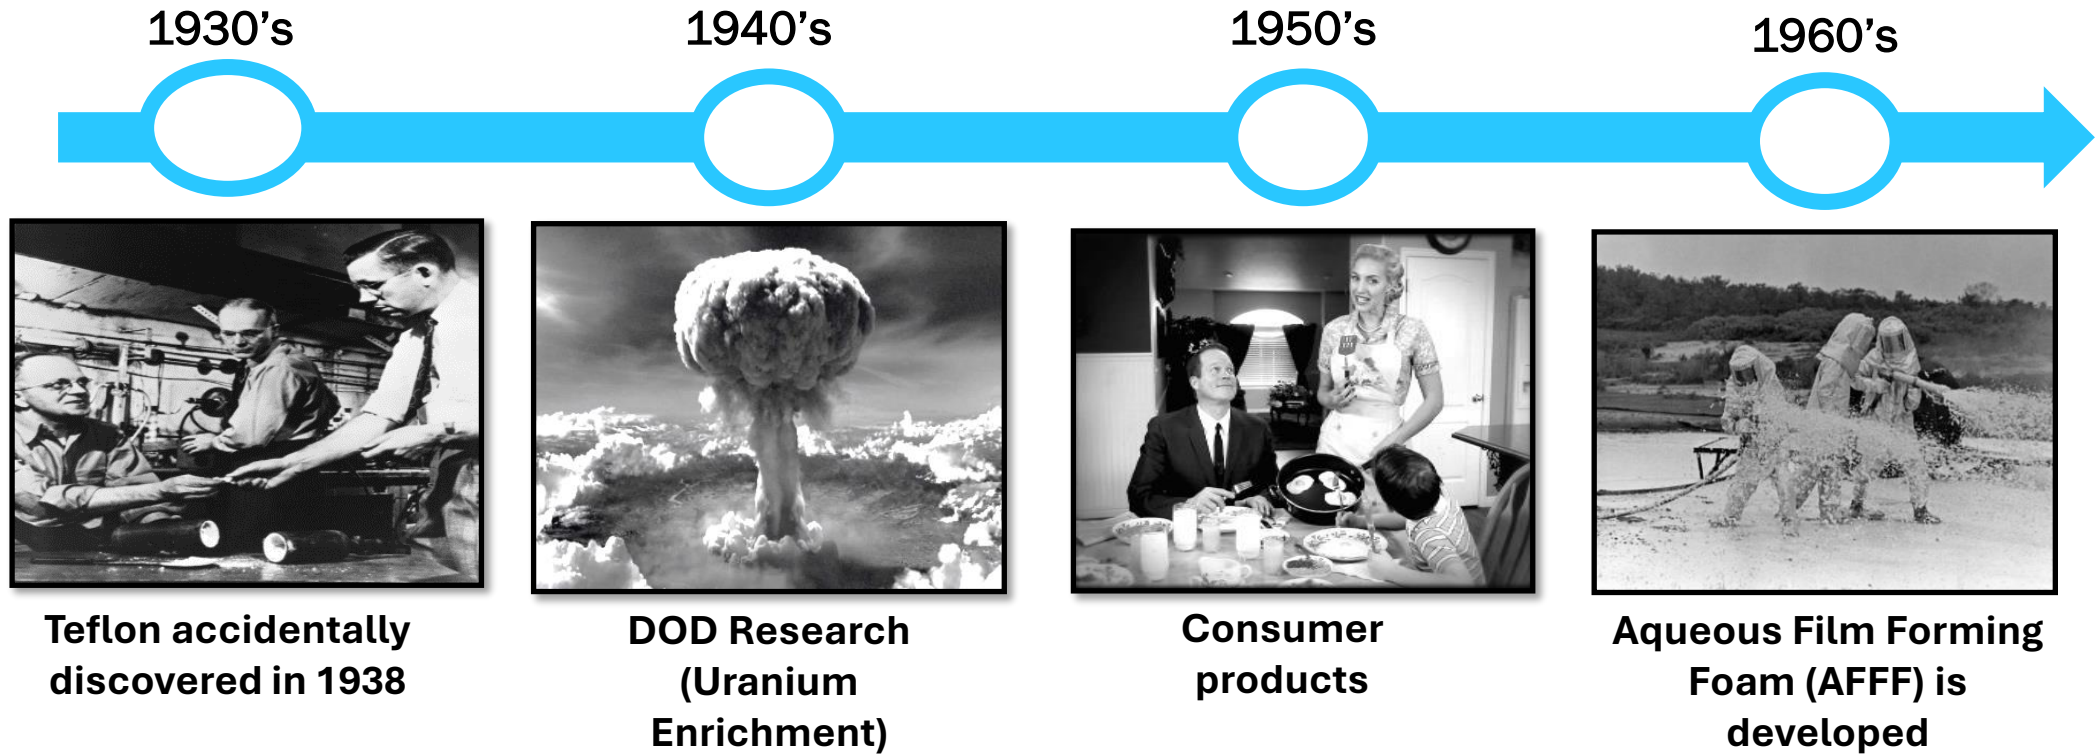 1930's
1940's
1950's
1960's
Teflon accidentally
discovered in 1938
DOD Research
(Uranium
Enrichment)
Consumer
products
Aqueous Film Forming
Foam (AFFF) is
developed